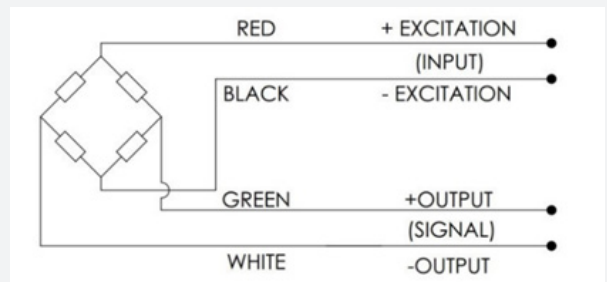 RED + EXCITATION
(INPUT)
BLACK - EXCITATION
GREEN +OUTPUT
(SIGNAL)
WHITE -OUTPUT